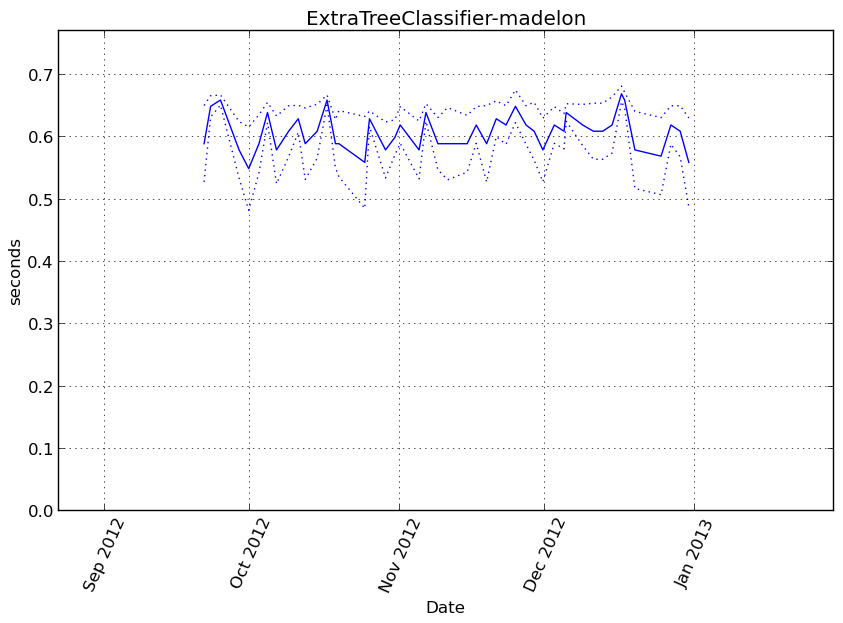 ExtraTreeClassifier-madelon
0.7
0.6
0.5
0.4
0.3
0.2
0.1
0.0
seconds
Sep 2012
Oct 2012
Nov 2012
Dec 2012
Jan 2013
Date